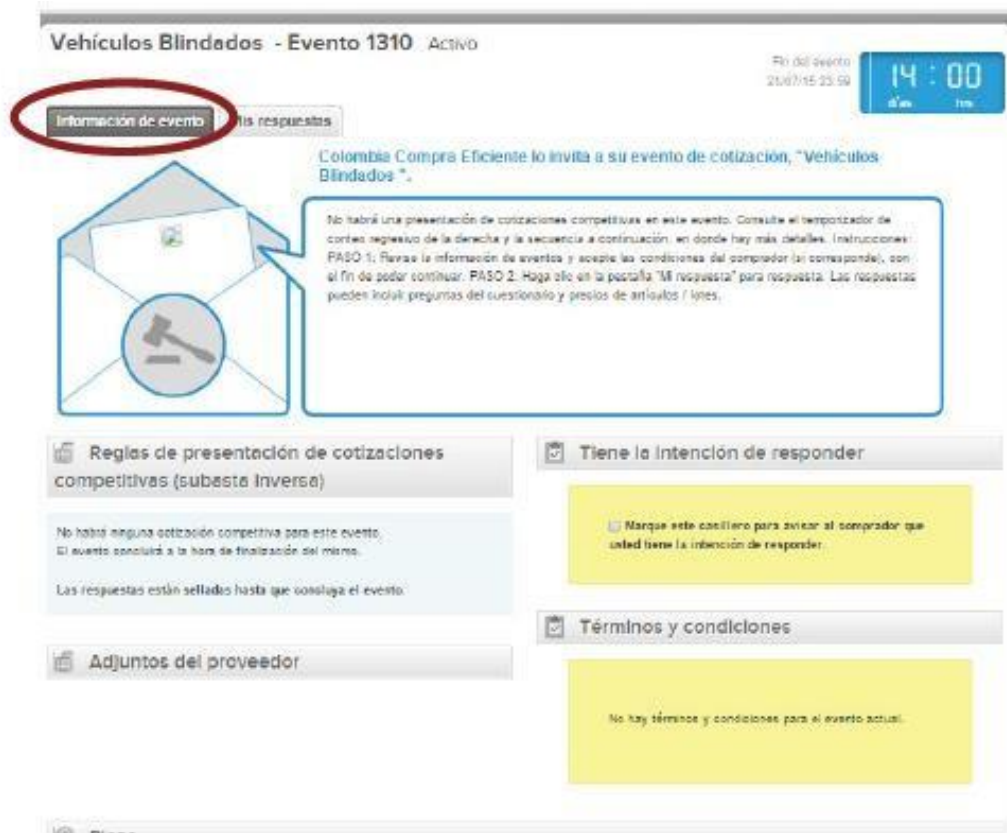 Vehículos Blindados - Evento 1310 Activo
Fin del evento
21/07/15 23:59
14 : 00
días hrs
Información de evento
Mis respuestas
Colombia Compra Eficiente lo invita a su evento de cotización, "Vehículos
Blindados ".
No habrá una presentación de cotizaciones competitivas en este evento. Consulte el temporizador de
conteo regresivo de la derecha y la secuencia a continuación, en donde hay más detalles. Instrucciones:
PASO 1: Revise la información de eventos y acepte las condiciones del comprador (si corresponde), con
el fin de poder continuar. PASO 2: Haga clic en la pestaña "Mi respuesta" para respuesta. Las respuestas
pueden incluir preguntas del cuestionario y precios de artículos / lotes.
Reglas de presentación de cotizaciones
competitivas (subasta inversa)
No habrá ninguna cotización competitiva para este evento,
El evento concluirá a la hora de finalización del mismo.
Las respuestas están selladas hasta que concluya el evento.
Adjuntos del proveedor
Tiene la intención de responder
Marque este casillero para avisar al comprador que
usted tiene la intención de responder.
Términos y condiciones
No hay términos y condiciones para el evento actual.